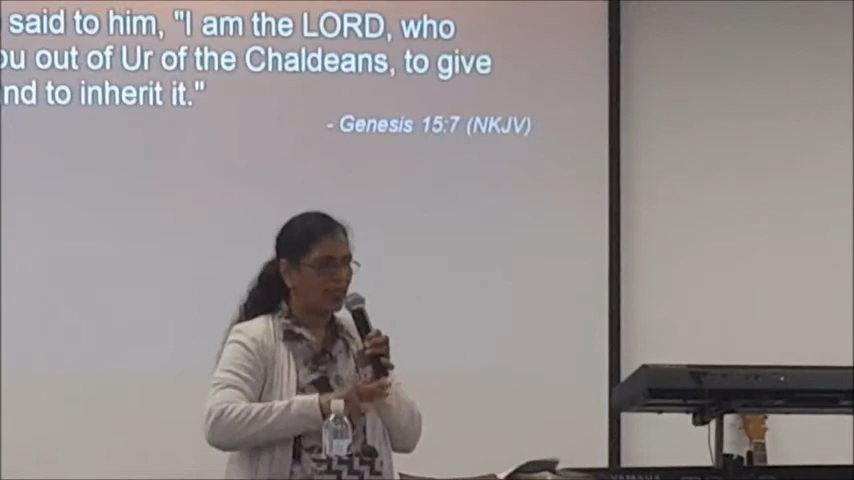 said to him, "I am the LORD, who
ou out of Ur of the Chaldeans, to give
nd to inherit it."
- Genesis 15:7 (NKJV)
YAMAHA